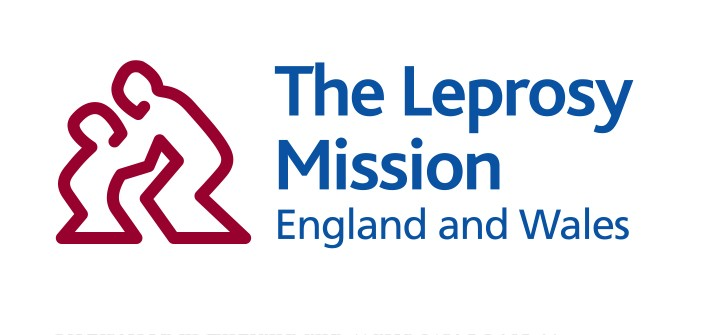 The Leprosy
Mission
England and Wales